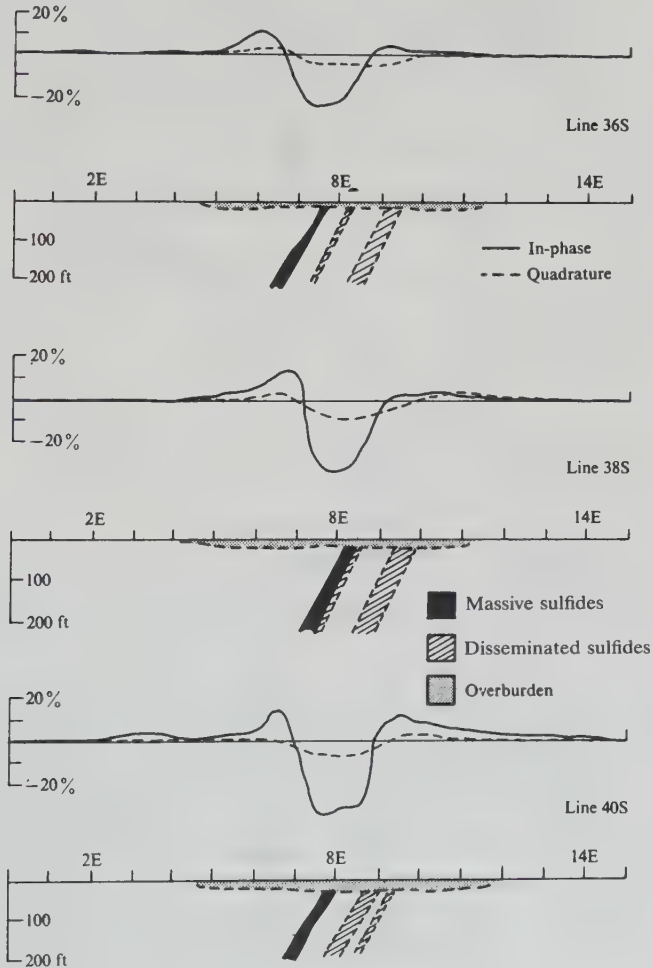 20%
−20%
Line 36S
2E 8E 14E
−100
−200 ft
In-phase
Quadrature
20%
−20%
Line 38S
2E 8E 14E
100
200 ft
Massive sulfides
Disseminated sulfides
Overburden
20%
−20%
Line 40S
2E 8E 14E
−100
200 ft